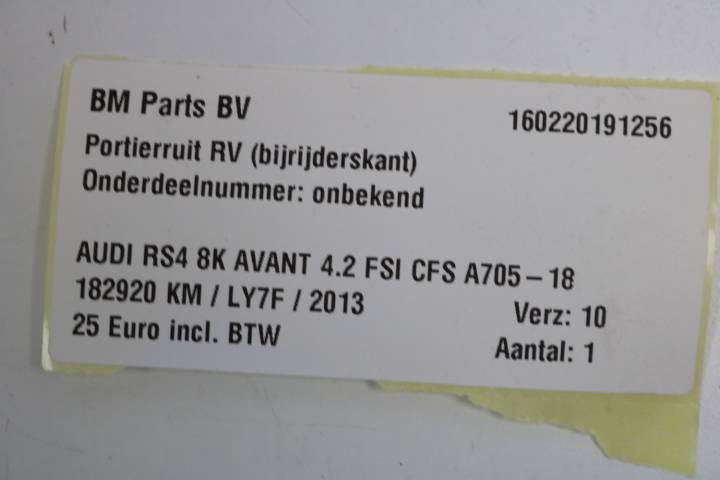 BM Parts BV 160220191256
Portierruit RV (bijrijderskant)
Onderdeelnummer: onbekend
AUDI RS4 8K AVANT 4.2 FSI CFS A705-18
182920 KM / LY7F / 2013 Verz: 10
25 Euro incl. BTW Aantal: 1